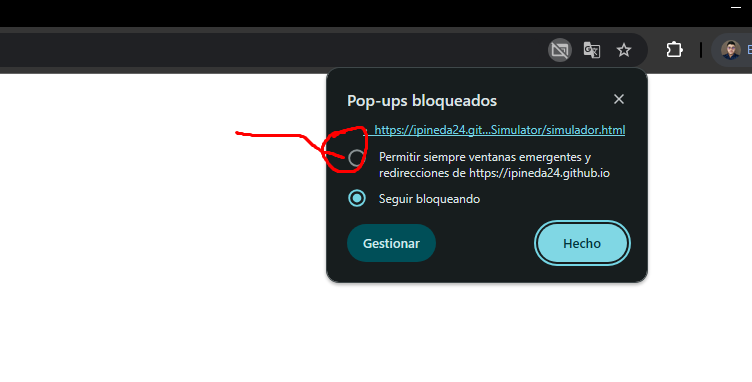 Pop-ups bloqueados
https://ipineda24.git...Simulator/simulador.html
Permitir siempre ventanas emergentes y
redirecciones de https://ipineda24.github.io
Seguir bloqueando
Gestionar
Hecho